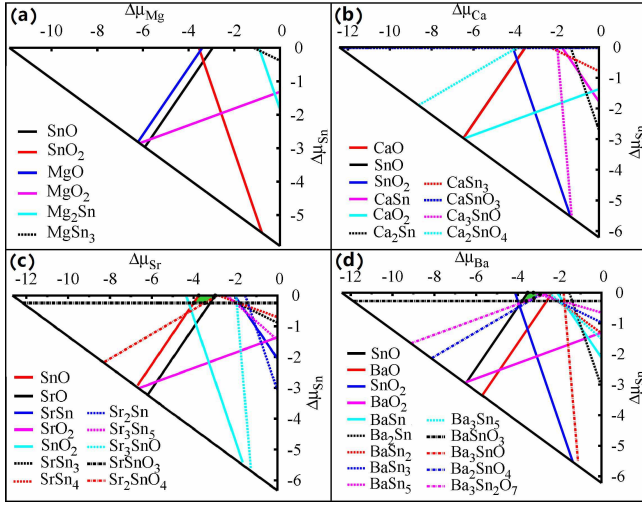 (a)
Δμ_Mg
-12 -10 -8 -6 -4 -2 0
0
-1
-2
-3
-4
-5
Δμ_Sn
SnO
SnO₂
MgO
MgO₂
Mg₂Sn
MgSn₃
(b)
Δμ_Ca
-12 -10 -8 -6 -4 -2 0
0
-1
-2
-3
-4
-5
-6
Δμ_Sn
CaO
SnO
SnO₂
CaSn
CaO₂
Ca₂Sn
CaSn₃
CaSnO₃
Ca₃SnO
Ca₂SnO₄
(c)
Δμ_Sr
-12 -10 -8 -6 -4 -2 0
0
-1
-2
-3
-4
-5
-6
Δμ_Sn
SnO
SrO
SrSn
SrO₂
SnO₂
SrSn₃
SrSn₄
Sr₂Sn
Sr₃Sn₅
Sr₃SnO
SrSnO₃
Sr₂SnO₄
(d)
Δμ_Ba
-12 -10 -8 -6 -4 -2 0
0
-1
-2
-3
-4
-5
-6
Δμ_Sn
SnO
BaO
SnO₂
BaO₂
BaSn
Ba₂Sn
BaSn₂
BaSn₃
BaSn₅
Ba₃Sn₅
BaSnO₃
Ba₃SnO
Ba₂SnO₄
Ba₃Sn₂O₇